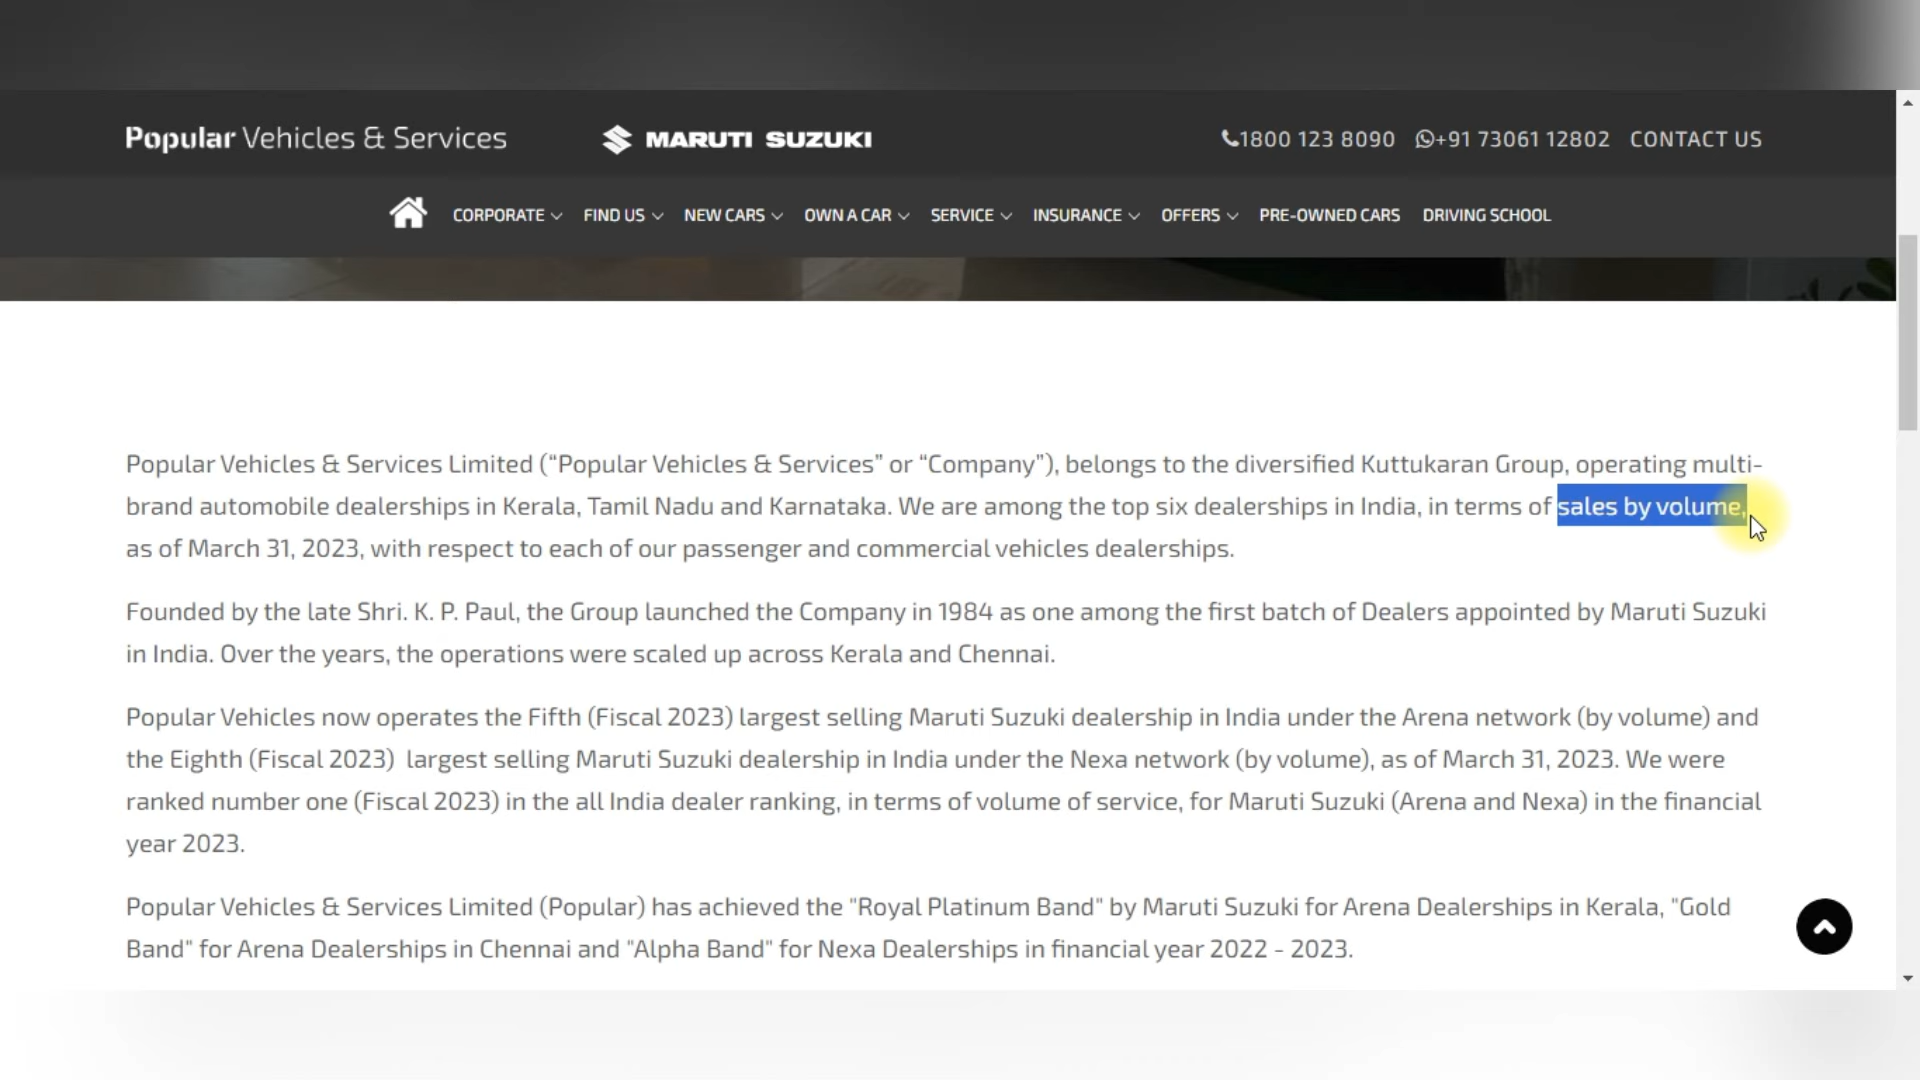 Popular Vehicles & Services MARUTI SUZUKI 1800 123 8090 +91 73061 12802 CONTACT US
CORPORATE FIND US NEW CARS OWN A CAR SERVICE INSURANCE OFFERS PRE-OWNED CARS DRIVING SCHOOL
Popular Vehicles & Services Limited (“Popular Vehicles & Services” or “Company”), belongs to the diversified Kuttukaran Group, operating multi-
brand automobile dealerships in Kerala, Tamil Nadu and Karnataka. We are among the top six dealerships in India, in terms of sales by volume,
as of March 31, 2023, with respect to each of our passenger and commercial vehicles dealerships.
Founded by the late Shri. K. P. Paul, the Group launched the Company in 1984 as one among the first batch of Dealers appointed by Maruti Suzuki
in India. Over the years, the operations were scaled up across Kerala and Chennai.
Popular Vehicles now operates the Fifth (Fiscal 2023) largest selling Maruti Suzuki dealership in India under the Arena network (by volume) and
the Eighth (Fiscal 2023) largest selling Maruti Suzuki dealership in India under the Nexa network (by volume), as of March 31, 2023. We were
ranked number one (Fiscal 2023) in the all India dealer ranking, in terms of volume of service, for Maruti Suzuki (Arena and Nexa) in the financial
year 2023.
Popular Vehicles & Services Limited (Popular) has achieved the "Royal Platinum Band" by Maruti Suzuki for Arena Dealerships in Kerala, "Gold
Band" for Arena Dealerships in Chennai and "Alpha Band" for Nexa Dealerships in financial year 2022 - 2023.